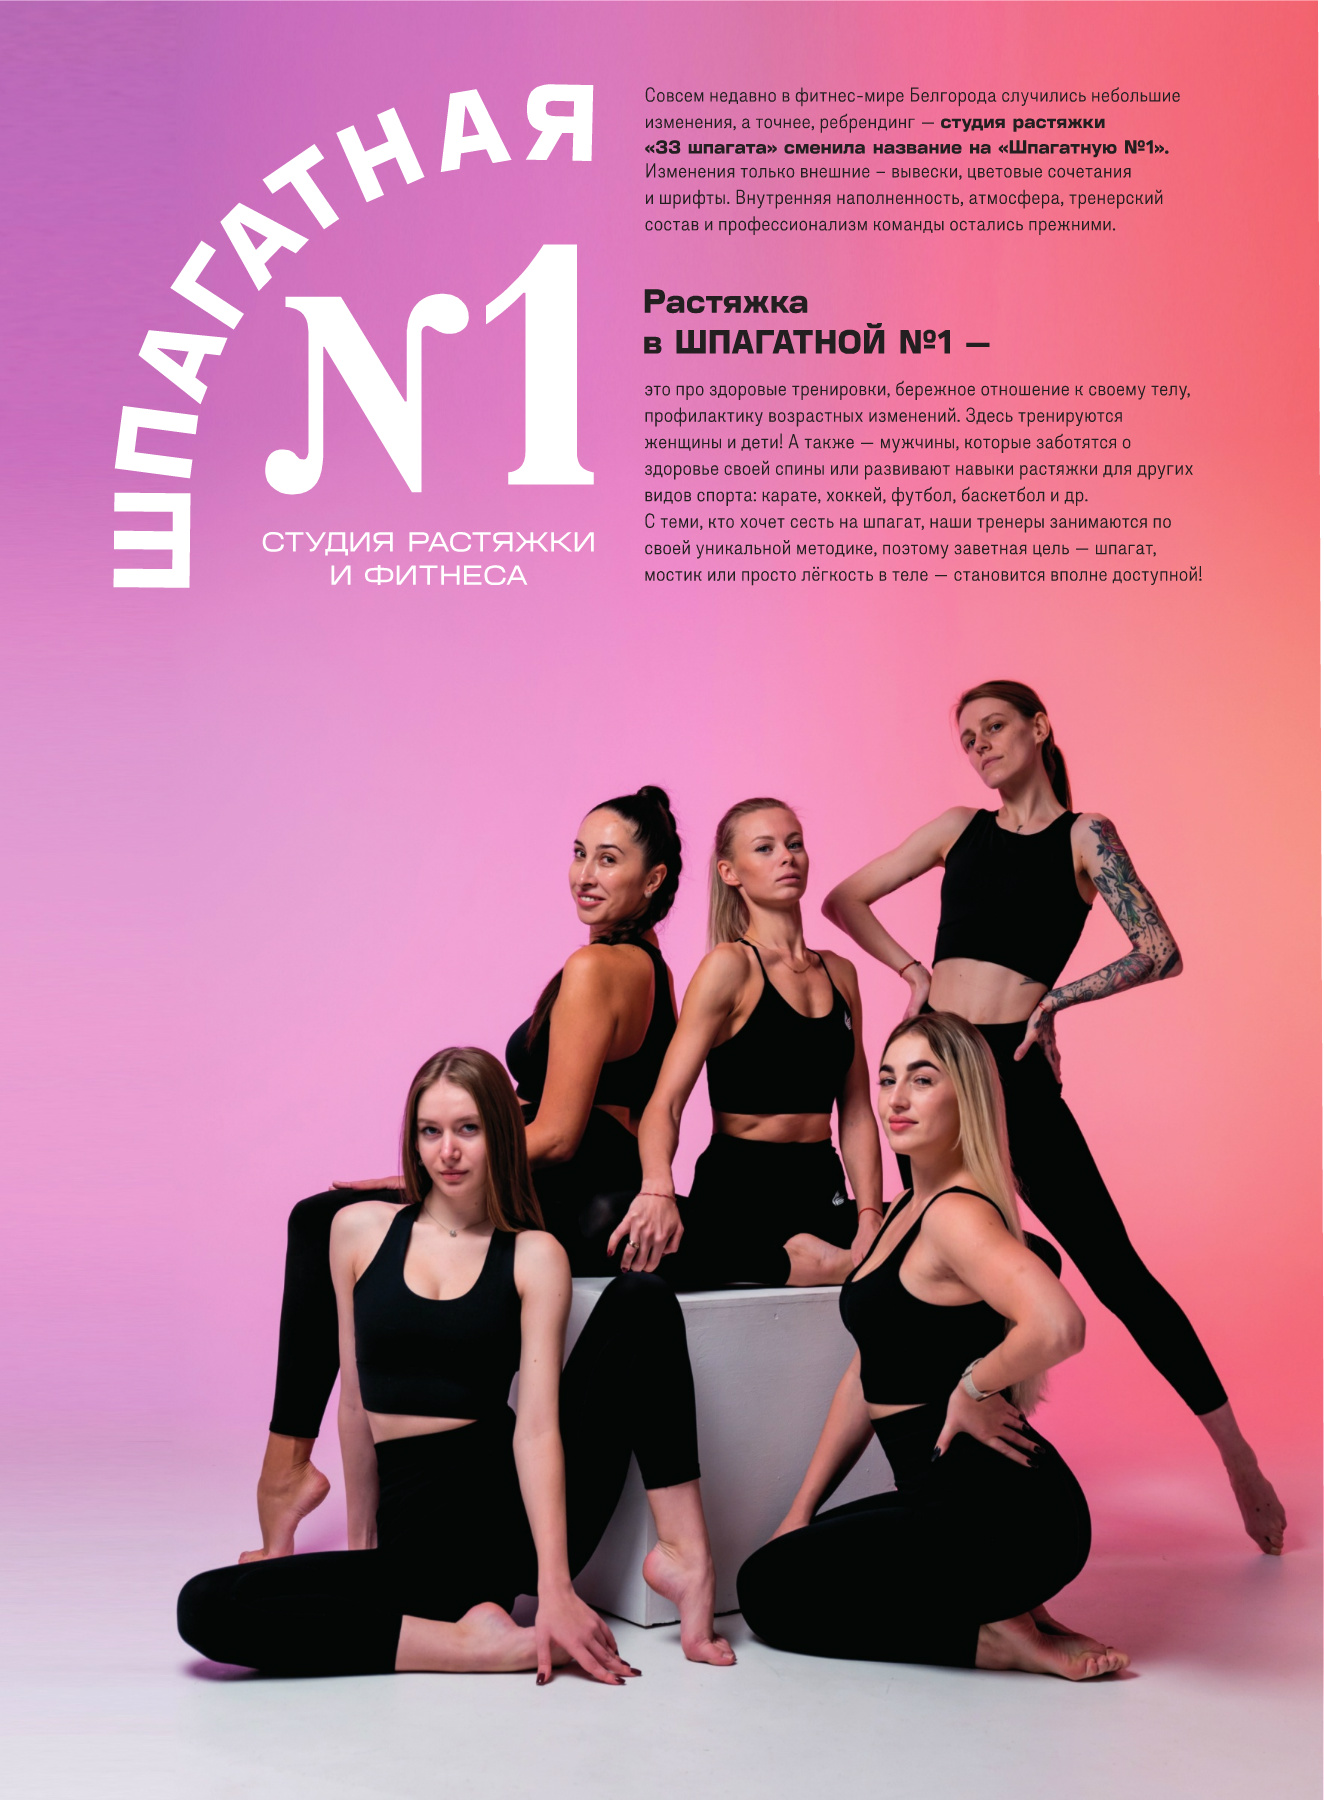 ШПАГАТНАЯ
№1
СТУДИЯ РАСТЯЖКИ
И ФИТНЕСА
Совсем недавно в фитнес-мире Белгорода случились небольшие
изменения, а точнее, ребрендинг — студия растяжки
«33 шпагата» сменила название на «Шпагатную №1».
Изменения только внешние – вывески, цветовые сочетания
и шрифты. Внутренняя наполненность, атмосфера, тренерский
состав и профессионализм команды остались прежними.
Растяжка
в ШПАГАТНОЙ №1 —
это про здоровые тренировки, бережное отношение к своему телу,
профилактику возрастных изменений. Здесь тренируются
женщины и дети! А также — мужчины, которые заботятся о
здоровье своей спины или развивают навыки растяжки для других
видов спорта: карате, хоккей, футбол, баскетбол и др.
С теми, кто хочет сесть на шпагат, наши тренеры занимаются по
своей уникальной методике, поэтому заветная цель — шпагат,
мостик или просто лёгкость в теле — становится вполне доступной!